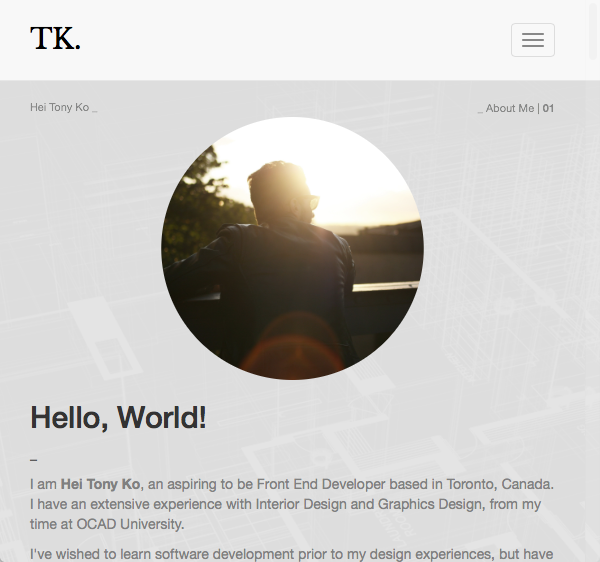 TK.
Hei Tony Ko _
_ About Me | 01
Hello, World!
_
I am Hei Tony Ko, an aspiring to be Front End Developer based in Toronto, Canada.
I have an extensive experience with Interior Design and Graphics Design, from my
time at OCAD University.
I've wished to learn software development prior to my design experiences, but have